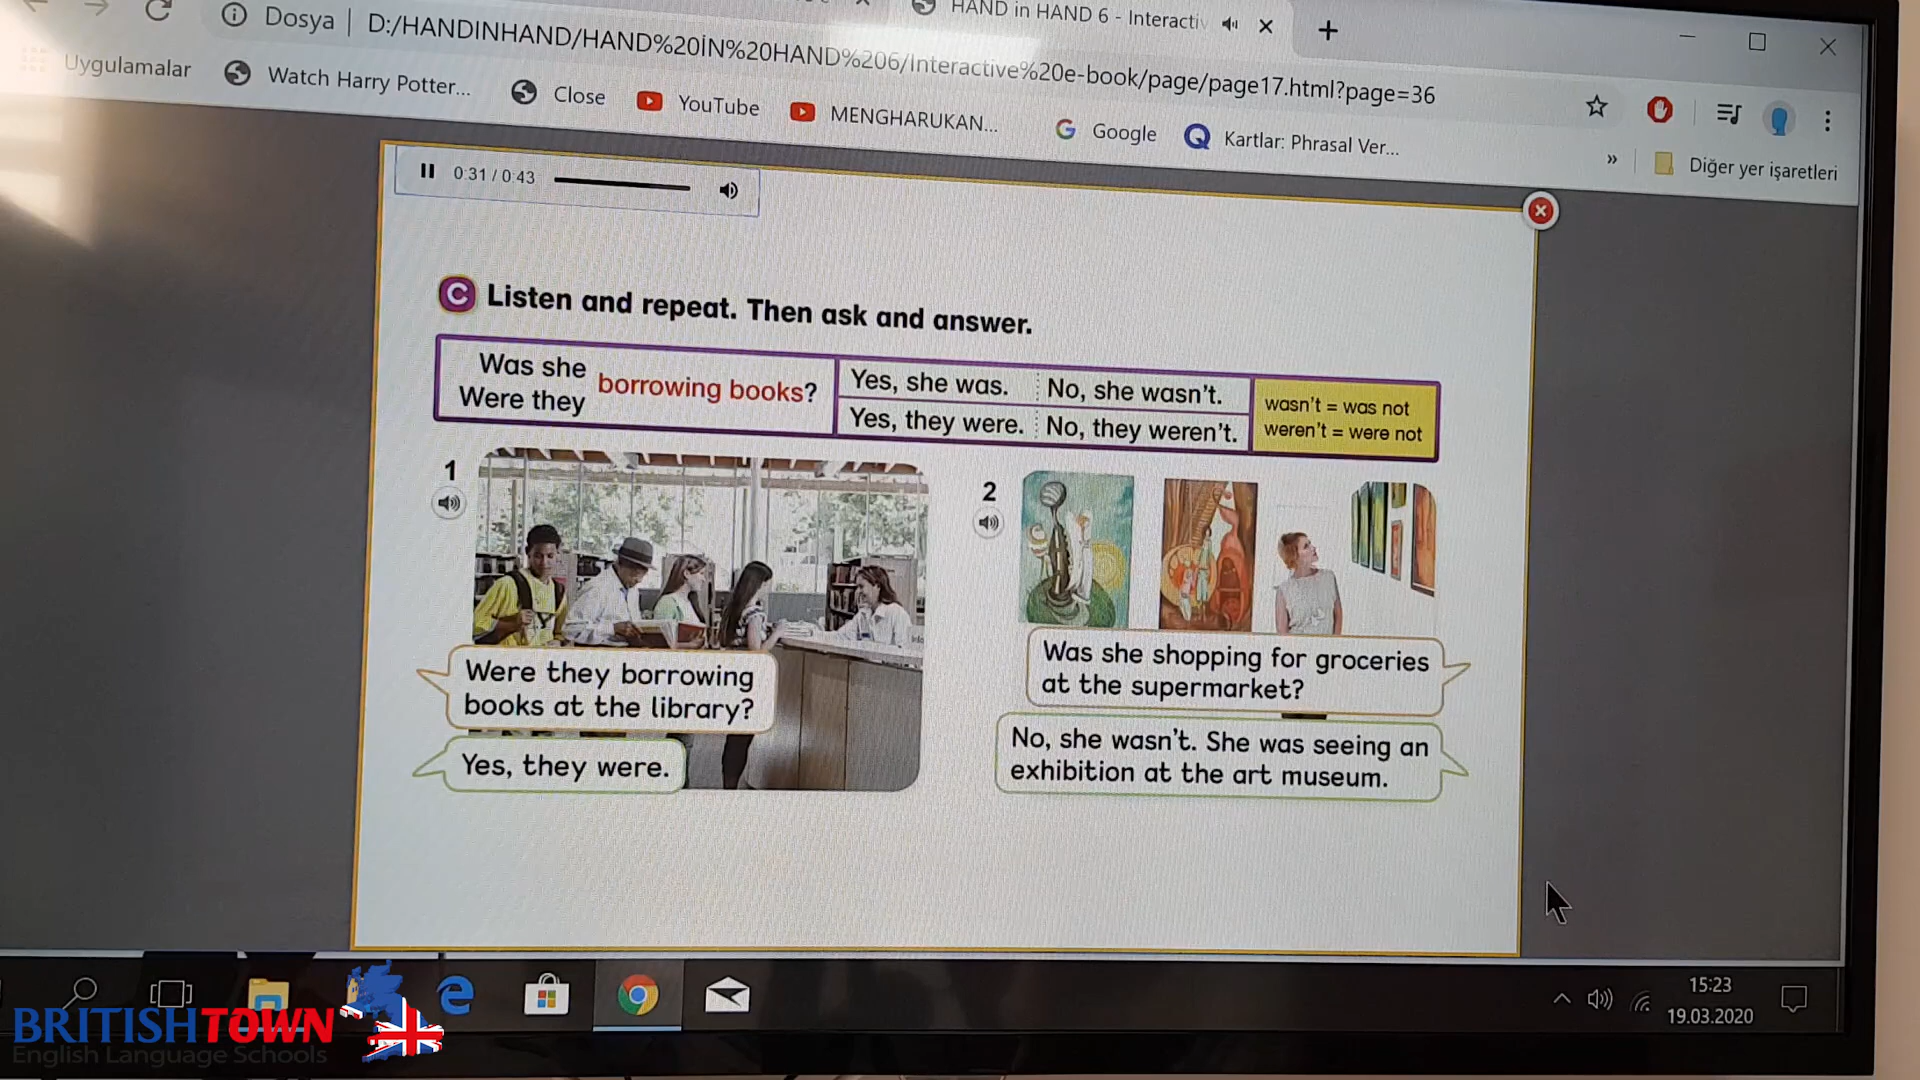 HAND in HAND 6 - Interactiv
Dosya | D:/HANDINHAND/HAND%20İN%20HAND%206/Interactive%20e-book/page/page17.html?page=36
Uygulamalar
Watch Harry Potter...
Close
YouTube
MENGHARUKAN...
Google
Kartlar: Phrasal Ver...
»
Diğer yer işaretleri
0:31 / 0:43
C Listen and repeat. Then ask and answer.
Was she
Were they
borrowing books?
Yes, she was.
No, she wasn't.
Yes, they were.
No, they weren't.
wasn't = was not
weren't = were not
1
Were they borrowing
books at the library?
Yes, they were.
2
Was she shopping for groceries
at the supermarket?
No, she wasn't. She was seeing an
exhibition at the art museum.
15:23
19.03.2020
BRITISHTOWN
English Language Schools